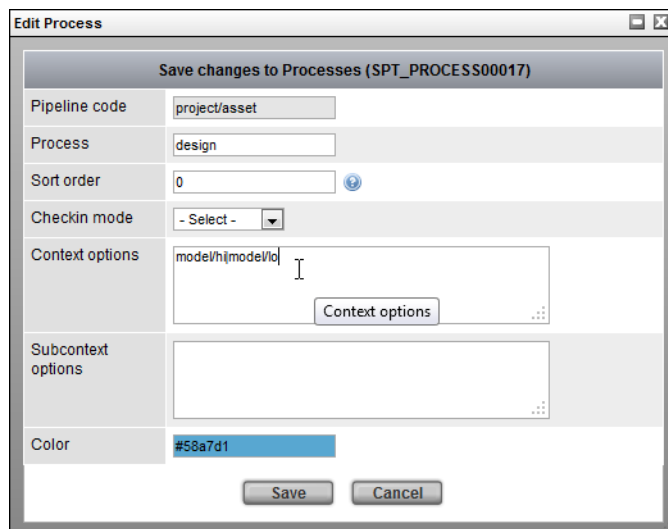 Edit Process
Save changes to Processes (SPT_PROCESS00017)
Pipeline code project/asset
Process design
Sort order 0
Checkin mode - Select -
Context options model/hi|model/lo
Context options
Subcontext
options
Color #58a7d1
Save Cancel